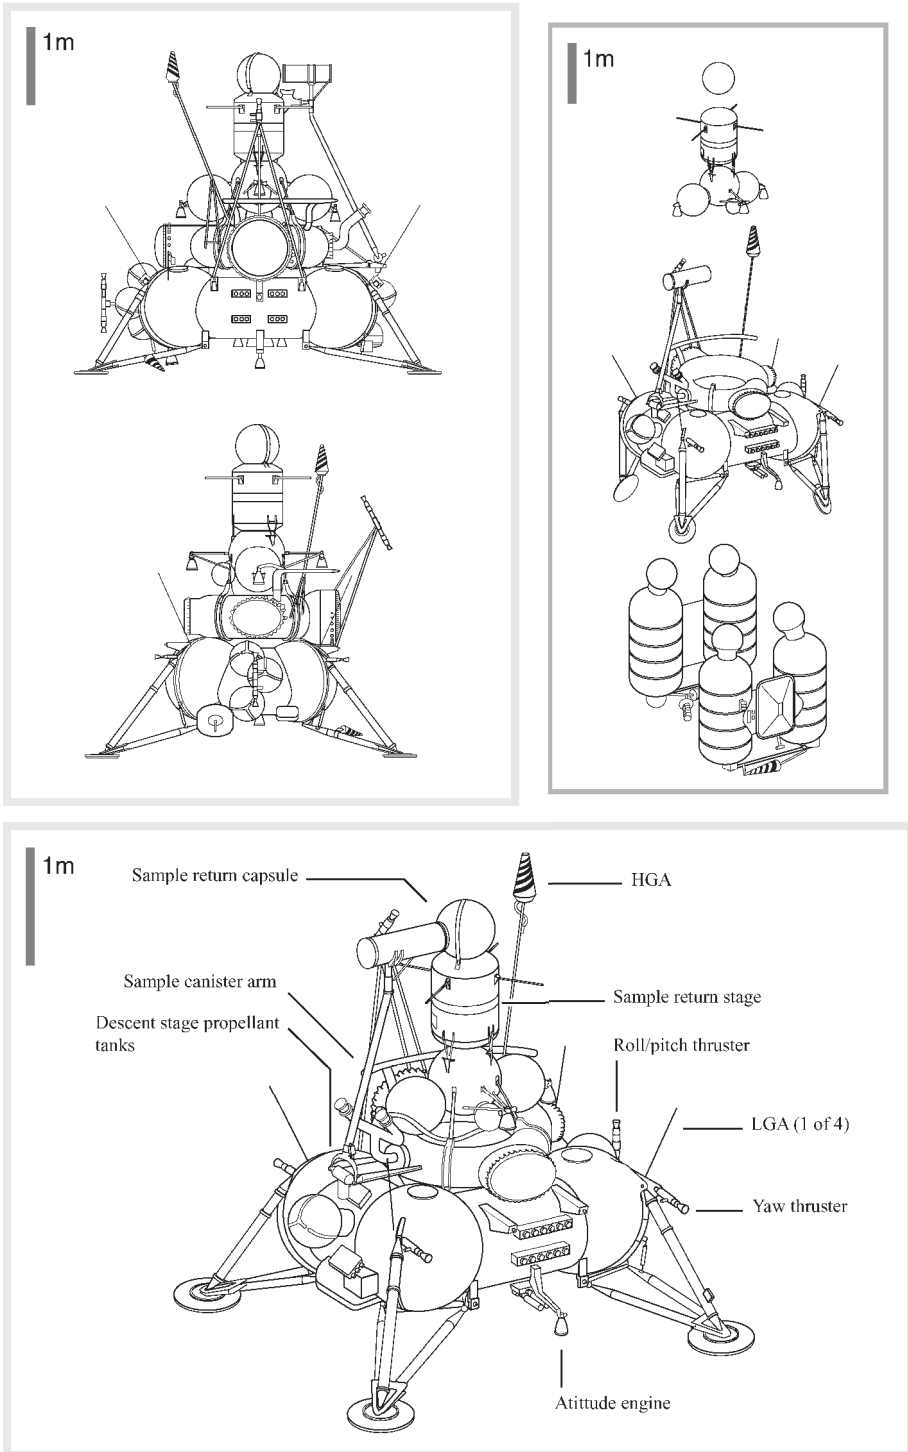 1m
1m
1m
Sample return capsule
HGA
Sample canister arm
Sample return stage
Descent stage propellant
tanks
Roll/pitch thruster
LGA (1 of 4)
Yaw thruster
Atittude engine